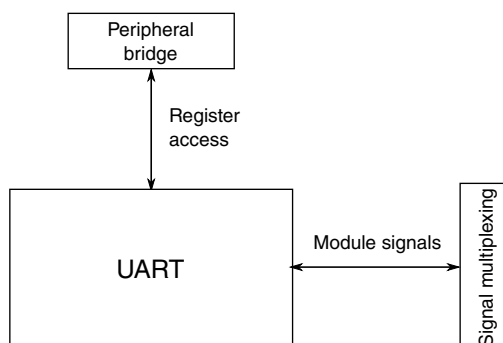 Peripheral
bridge
Register
access
Module signals
UART
Signal multiplexing